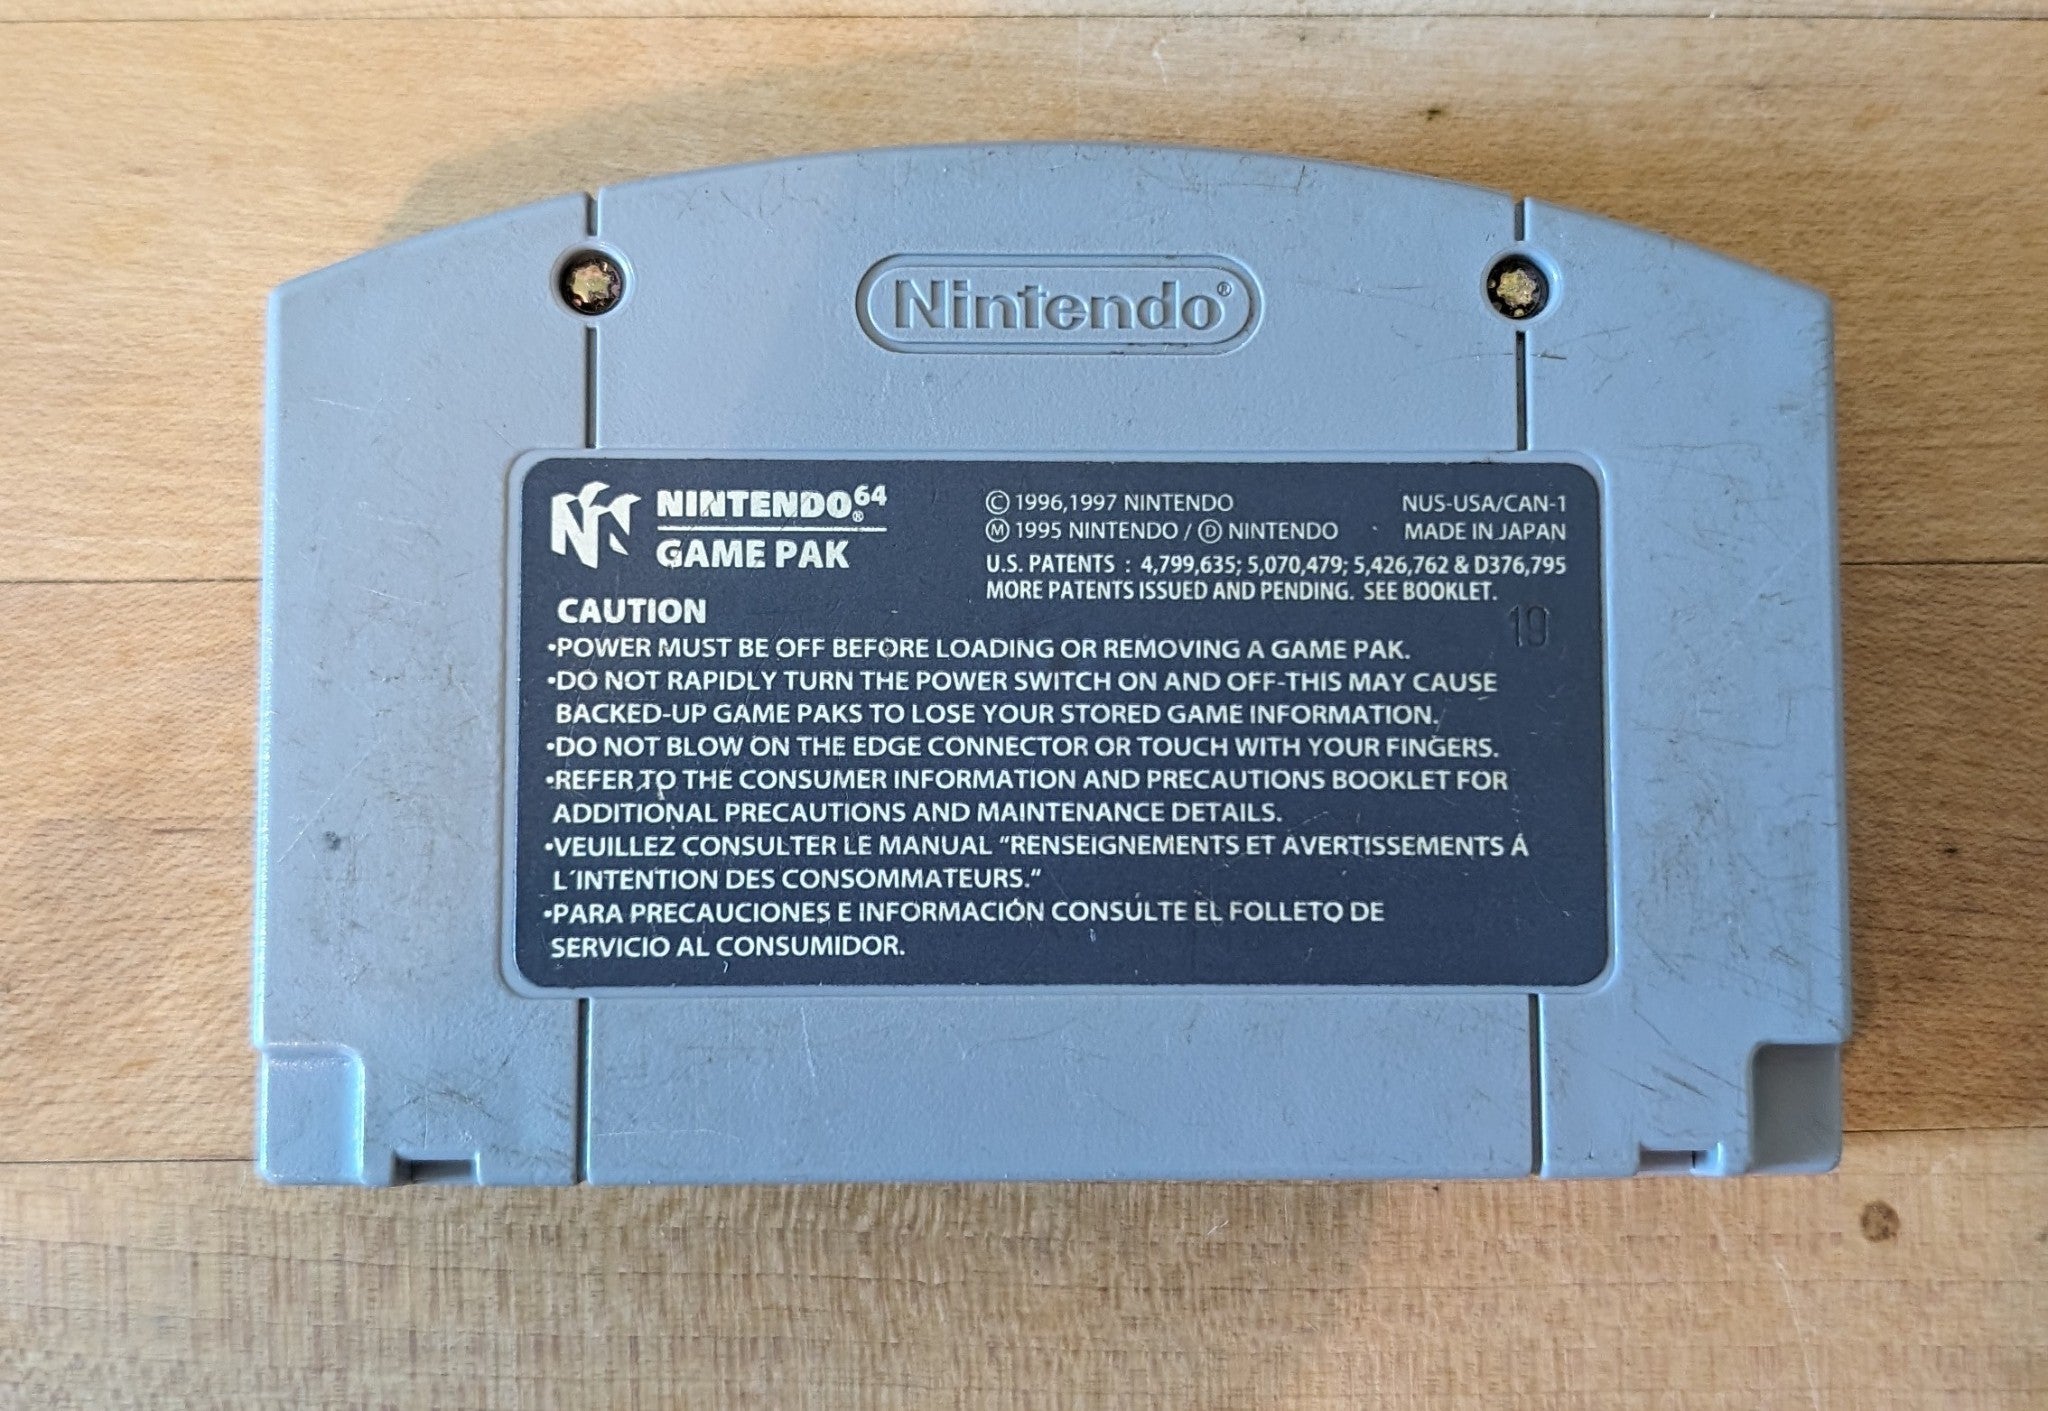 Nintendo®
NINTENDO⁶⁴®
GAME PAK
Ⓒ 1996,1997 NINTENDO
Ⓜ 1995 NINTENDO / Ⓓ NINTENDO
NUS-USA/CAN-1
MADE IN JAPAN
U.S. PATENTS : 4,799,635; 5,070,479; 5,426,762 & D376,795
MORE PATENTS ISSUED AND PENDING. SEE BOOKLET.
19
CAUTION
•POWER MUST BE OFF BEFORE LOADING OR REMOVING A GAME PAK.
•DO NOT RAPIDLY TURN THE POWER SWITCH ON AND OFF-THIS MAY CAUSE
BACKED-UP GAME PAKS TO LOSE YOUR STORED GAME INFORMATION.
•DO NOT BLOW ON THE EDGE CONNECTOR OR TOUCH WITH YOUR FINGERS.
•REFER TO THE CONSUMER INFORMATION AND PRECAUTIONS BOOKLET FOR
ADDITIONAL PRECAUTIONS AND MAINTENANCE DETAILS.
•VEUILLEZ CONSULTER LE MANUAL "RENSEIGNEMENTS ET AVERTISSEMENTS Á
L´INTENTION DES CONSOMMATEURS."
•PARA PRECAUCIONES E INFORMACIÓN CONSULTE EL FOLLETO DE
SERVICIO AL CONSUMIDOR.